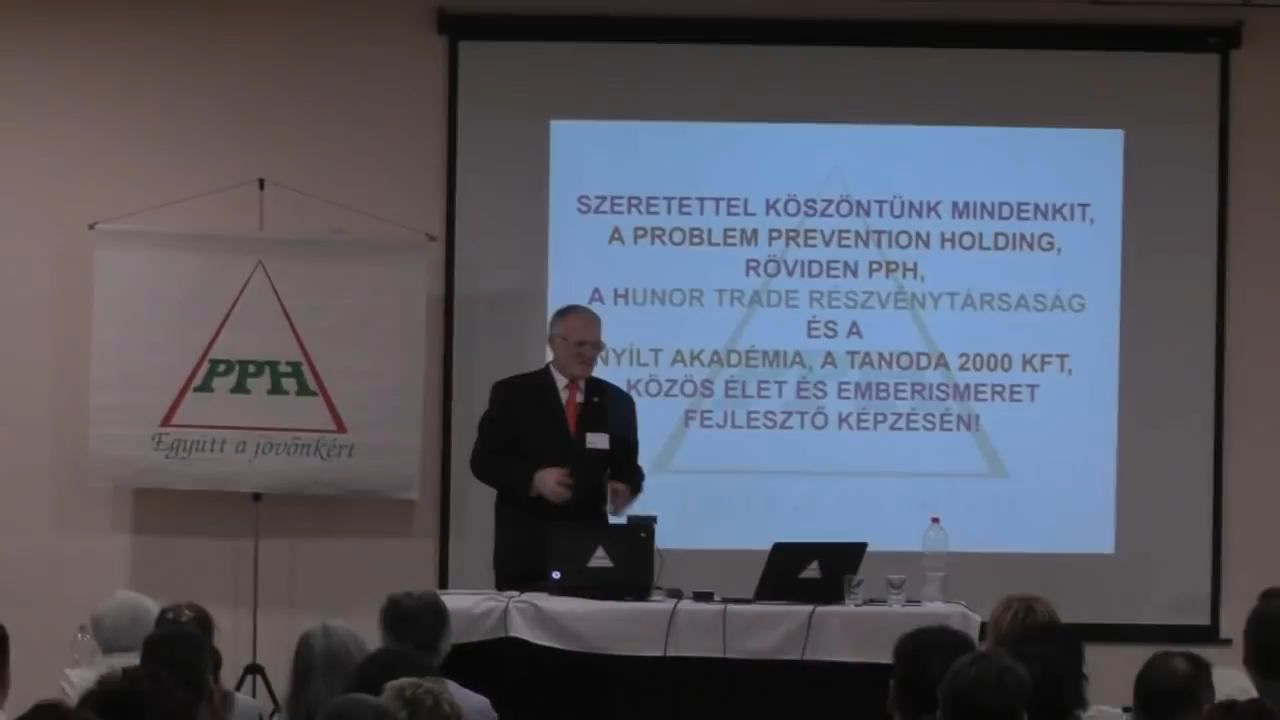 PPH
Együtt a jövőnkért
SZERETETTEL KÖSZÖNTÜNK MINDENKIT,
A PROBLEM PREVENTION HOLDING,
RÖVIDEN PPH,
A HUNOR TRADE RÉSZVÉNYTÁRSASÁG
ÉS A
NYÍLT AKADÉMIA, A TANODA 2000 KFT,
KÖZÖS ÉLET ÉS EMBERISMERET
FEJLESZTŐ KÉPZÉSÉN!